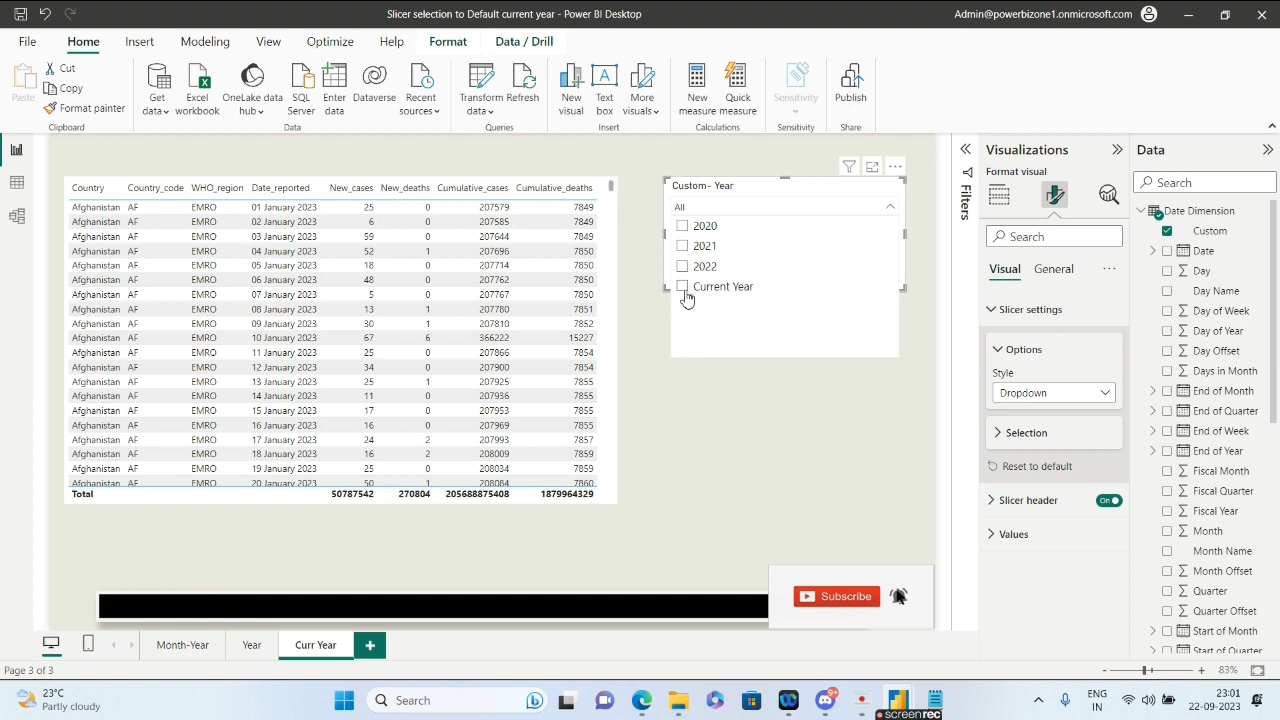 Slicer selection to Default current year - Power BI Desktop
Admin@powerbizone1.onmicrosoft.com
File Home Insert Modeling View Optimize Help Format Data / Drill
Paste
Cut
Copy
Format painter
Clipboard
Get data
Excel workbook
OneLake data hub
SQL Server
Enter data
Dataverse
Recent sources
Data
Transform data
Refresh
Queries
New visual
Text box
More visuals
Insert
New measure
Quick measure
Calculations
Sensitivity
Sensitivity
Publish
Share
Country Country_code WHO_region Date_reported New_cases New_deaths Cumulative_cases Cumulative_deaths
Afghanistan AF EMRO 01 January 2023 25 0 207579 7849
Afghanistan AF EMRO 02 January 2023 6 0 207585 7849
Afghanistan AF EMRO 03 January 2023 59 0 207644 7849
Afghanistan AF EMRO 04 January 2023 52 1 207696 7850
Afghanistan AF EMRO 05 January 2023 18 0 207714 7850
Afghanistan AF EMRO 06 January 2023 48 0 207762 7850
Afghanistan AF EMRO 07 January 2023 5 0 207767 7850
Afghanistan AF EMRO 08 January 2023 13 1 207780 7851
Afghanistan AF EMRO 09 January 2023 30 1 207810 7852
Afghanistan AF EMRO 10 January 2023 67 6 366222 15227
Afghanistan AF EMRO 11 January 2023 25 0 207866 7854
Afghanistan AF EMRO 12 January 2023 34 0 207900 7854
Afghanistan AF EMRO 13 January 2023 25 1 207925 7855
Afghanistan AF EMRO 14 January 2023 11 0 207936 7855
Afghanistan AF EMRO 15 January 2023 17 0 207953 7855
Afghanistan AF EMRO 16 January 2023 16 0 207969 7855
Afghanistan AF EMRO 17 January 2023 24 2 207993 7857
Afghanistan AF EMRO 18 January 2023 16 2 208009 7859
Afghanistan AF EMRO 19 January 2023 25 0 208034 7859
Afghanistan AF EMRO 20 January 2023 50 1 208084 7860
Total 50787542 270804 205688875408 1879964329
Custom- Year
All
2020
2021
2022
Current Year
Subscribe
Filters
Visualizations
Format visual
Search
Visual General
Slicer settings
Options
Style
Dropdown
Selection
Reset to default
Slicer header On
Values
Data
Search
Date Dimension
Custom
Date
Day
Day Name
Day of Week
Day of Year
Day Offset
Days in Month
End of Month
End of Quarter
End of Week
End of Year
Fiscal Month
Fiscal Quarter
Fiscal Year
Month
Month Name
Month Offset
Quarter
Quarter Offset
Start of Month
Start of Quarter
Month-Year Year Curr Year
Page 3 of 3
83%
23°C
Partly cloudy
Search
9+
screenrec
ENG
IN
23:01
22-09-2023